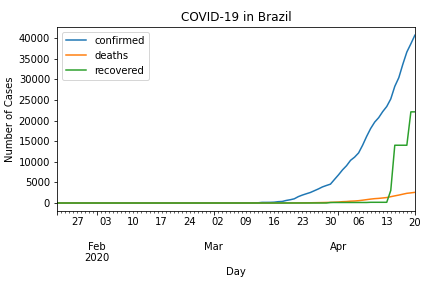 COVID-19 in Brazil
confirmed
deaths
recovered
Number of Cases
40000
35000
30000
25000
20000
15000
10000
5000
0
27 03 10 17 24 02 09 16 23 30 06 13 20
Feb Mar Apr
2020
Day